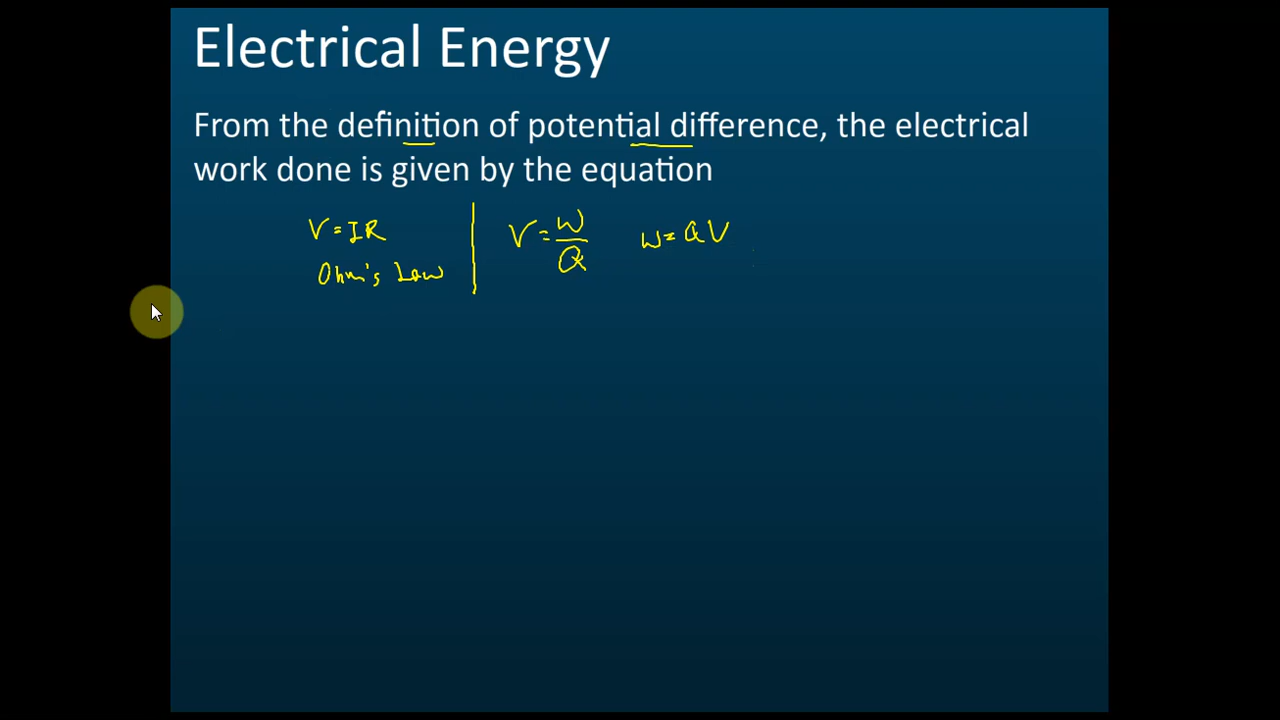 Electrical Energy
From the definition of potential difference, the electrical
work done is given by the equation
V = IR
Ohm's Law
V = W/Q
W = QV